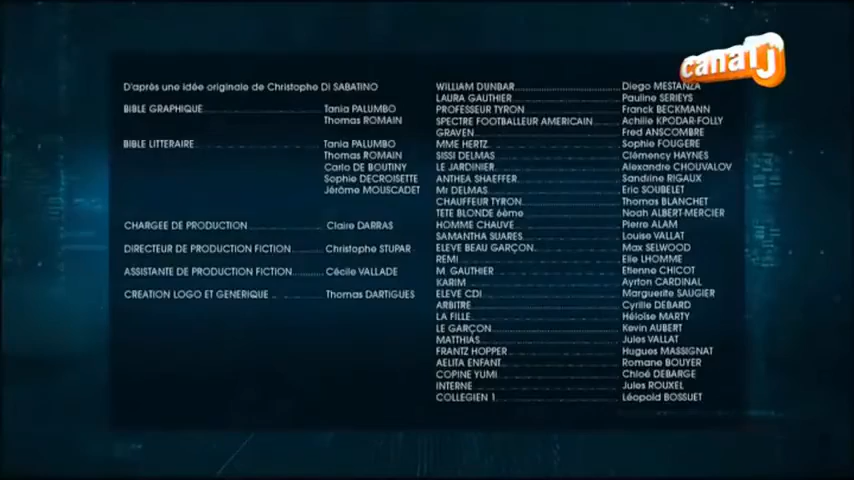 canal J
D'après une idée originale de Christophe DI SABATINO
BIBLE GRAPHIQUE Tania PALUMBO
Thomas ROMAIN
BIBLE LITTERAIRE Tania PALUMBO
Thomas ROMAIN
Carlo DE BOUTINY
Sophie DECROISETTE
Jérôme MOUSCADET
CHARGEE DE PRODUCTION Claire DARRAS
DIRECTEUR DE PRODUCTION FICTION Christophe STUPAR
ASSISTANTE DE PRODUCTION FICTION Cécile VALLADE
CREATION LOGO ET GENERIQUE Thomas DARTIGUES
WILLIAM DUNBAR Diego MESTANZA
LAURA GAUTHIER Pauline SERIEYS
PROFESSEUR TYRON Franck BECKMANN
SPECTRE FOOTBALLEUR AMERICAIN Achille KPODAR-FOLLY
GRAVEN Fred ANSCOMBRE
MME HERTZ Sophie FOUGERE
SISSI DELMAS Clémency HAYNES
LE JARDINIER Alexandre CHOUVALOV
ANTHEA SHAEFFER Sandrine RIGAUX
Mr DELMAS Eric SOUBELET
CHAUFFEUR TYRON Thomas BLANCHET
TETE BLONDE 6ème Noah ALBERT-MERCIER
HOMME CHAUVE Pierre ALAM
SAMANTHA SUARES Louise VALLAT
ELEVE BEAU GARÇON Max SELWOOD
REMI Elie LHOMME
M. GAUTHIER Etienne CHICOT
KARIM Ayrton CARDINAL
ELEVE CDI Marguerite SAUGIER
ARBITRE Cyrille DEBARD
LA FILLE Héloïse MARTY
LE GARÇON Kevin AUBERT
MATTHIAS Jules VALLAT
FRANTZ HOPPER Hugues MASSIGNAT
AELITA ENFANT Romane BOUYER
COPINE YUMI Chloé DEBARGE
INTERNE Jules ROUXEL
COLLEGIEN 1 Léopold BOSSUET